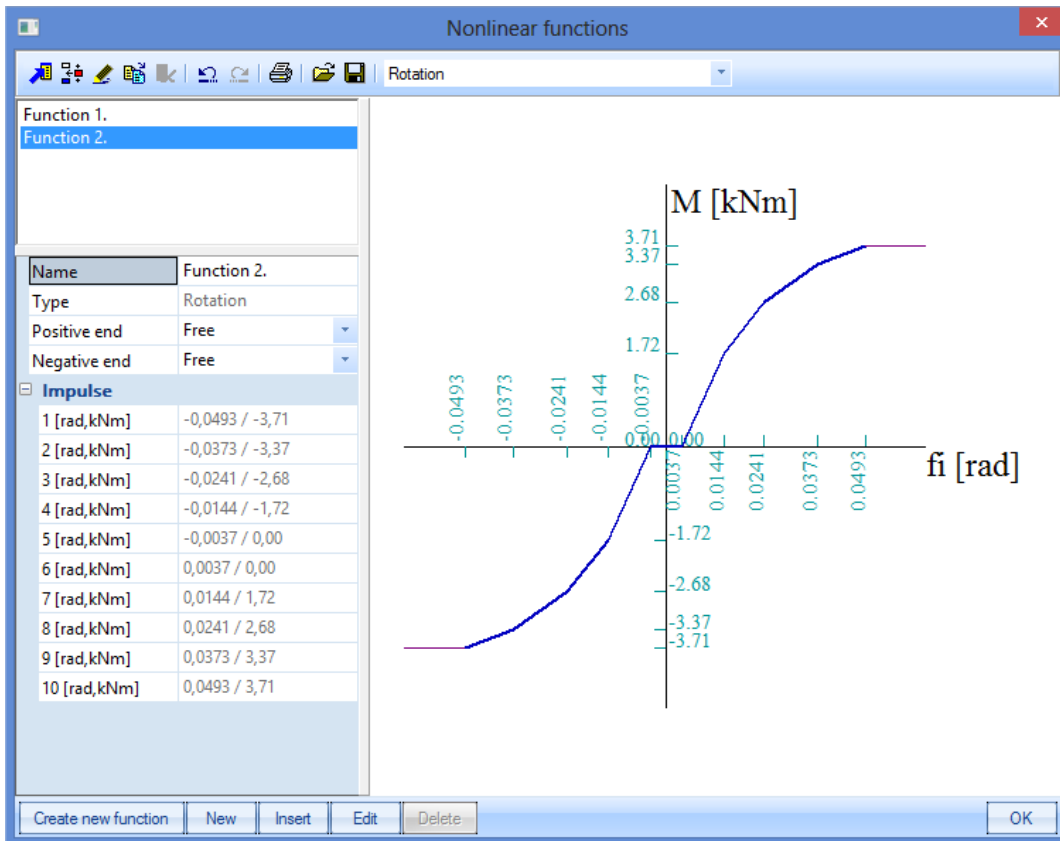 Nonlinear functions
Rotation
Function 1.
Function 2.
Name Function 2.
Type Rotation
Positive end Free
Negative end Free
Impulse
1 [rad,kNm] -0,0493 / -3,71
2 [rad,kNm] -0,0373 / -3,37
3 [rad,kNm] -0,0241 / -2,68
4 [rad,kNm] -0,0144 / -1,72
5 [rad,kNm] -0,0037 / 0,00
6 [rad,kNm] 0,0037 / 0,00
7 [rad,kNm] 0,0144 / 1,72
8 [rad,kNm] 0,0241 / 2,68
9 [rad,kNm] 0,0373 / 3,37
10 [rad,kNm] 0,0493 / 3,71
M [kNm]
3.71
3.37
2.68
1.72
-0.0493 -0.0373 -0.0241 -0.0144 -0.0037
0.00 0.00
fi [rad]
0.0037 0.0144 0.0241 0.0373 0.0493
-1.72
-2.68
-3.37
-3.71
Create new function New Insert Edit Delete OK